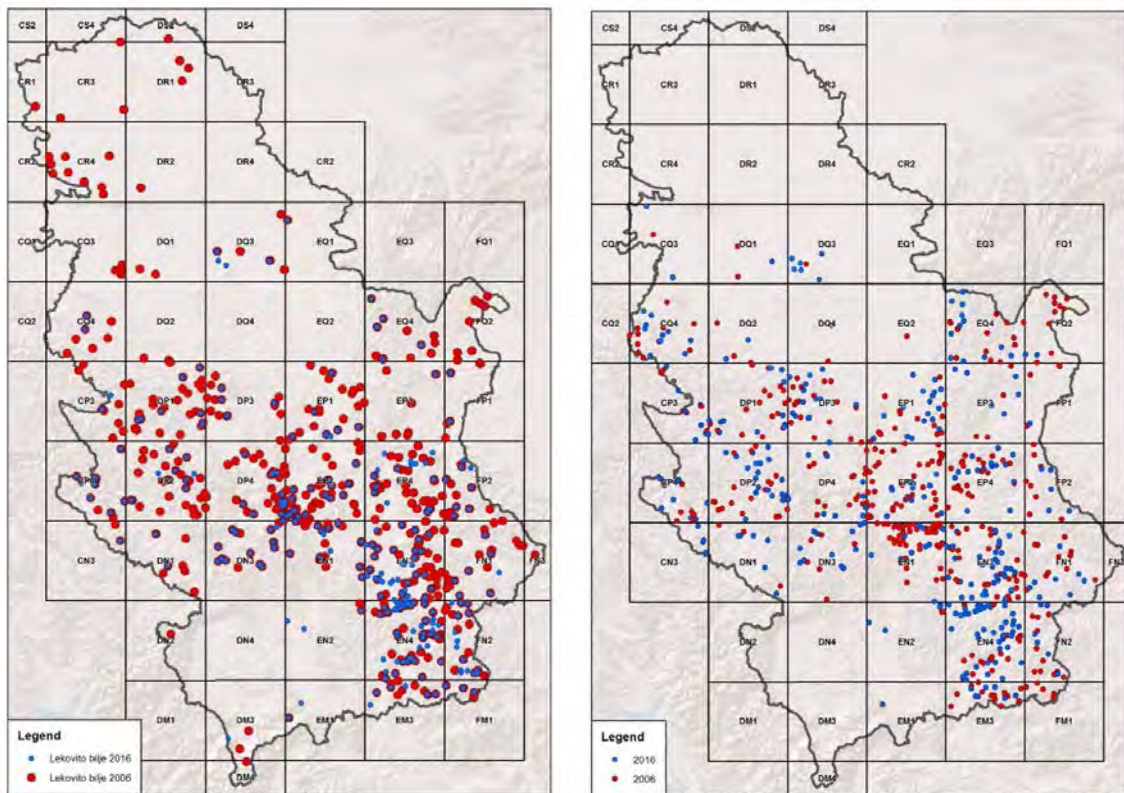 CS2 CS4 DS2 DS4
CR1 CR3 DR1 DR3
CR2 CR4 DR2 DR4 CR2
CQ1 CQ3 DQ1 DQ3 EQ1 EQ3 FQ1
CQ2 CQ4 DQ2 DQ4 EQ2 EQ4 FQ2
CP3 DP1 DP3 EP1 EP3 FP1
DP2 DP4 EP2 EP4 FP2
CN3 DN1 DN3 EN1 EN3 FN1 FN3
DN2 DN4 EN2 EN4 FN2
DM1 DM3 EM1 EM3 FM1
DM4
Legend
Lekovito bilje 2016
Lekovito bilje 2006
CS2 CS4 DS2 DS4
CR1 CR3 DR1 DR3
CR2 CR4 DR2 DR4 CR2
CQ1 CQ3 DQ1 DQ3 EQ1 EQ3 FQ1
CQ2 CQ4 DQ2 DQ4 EQ2 EQ4 FQ2
CP3 DP1 DP3 EP1 EP3 FP1
DP2 DP4 EP2 EP4 FP2
CN3 DN1 DN3 EN1 EN3 FN1 FN3
DN2 DN4 EN2 EN4 FN2
DM1 DM3 EM1 EM3 FM1
DM4
Legend
2016
2006